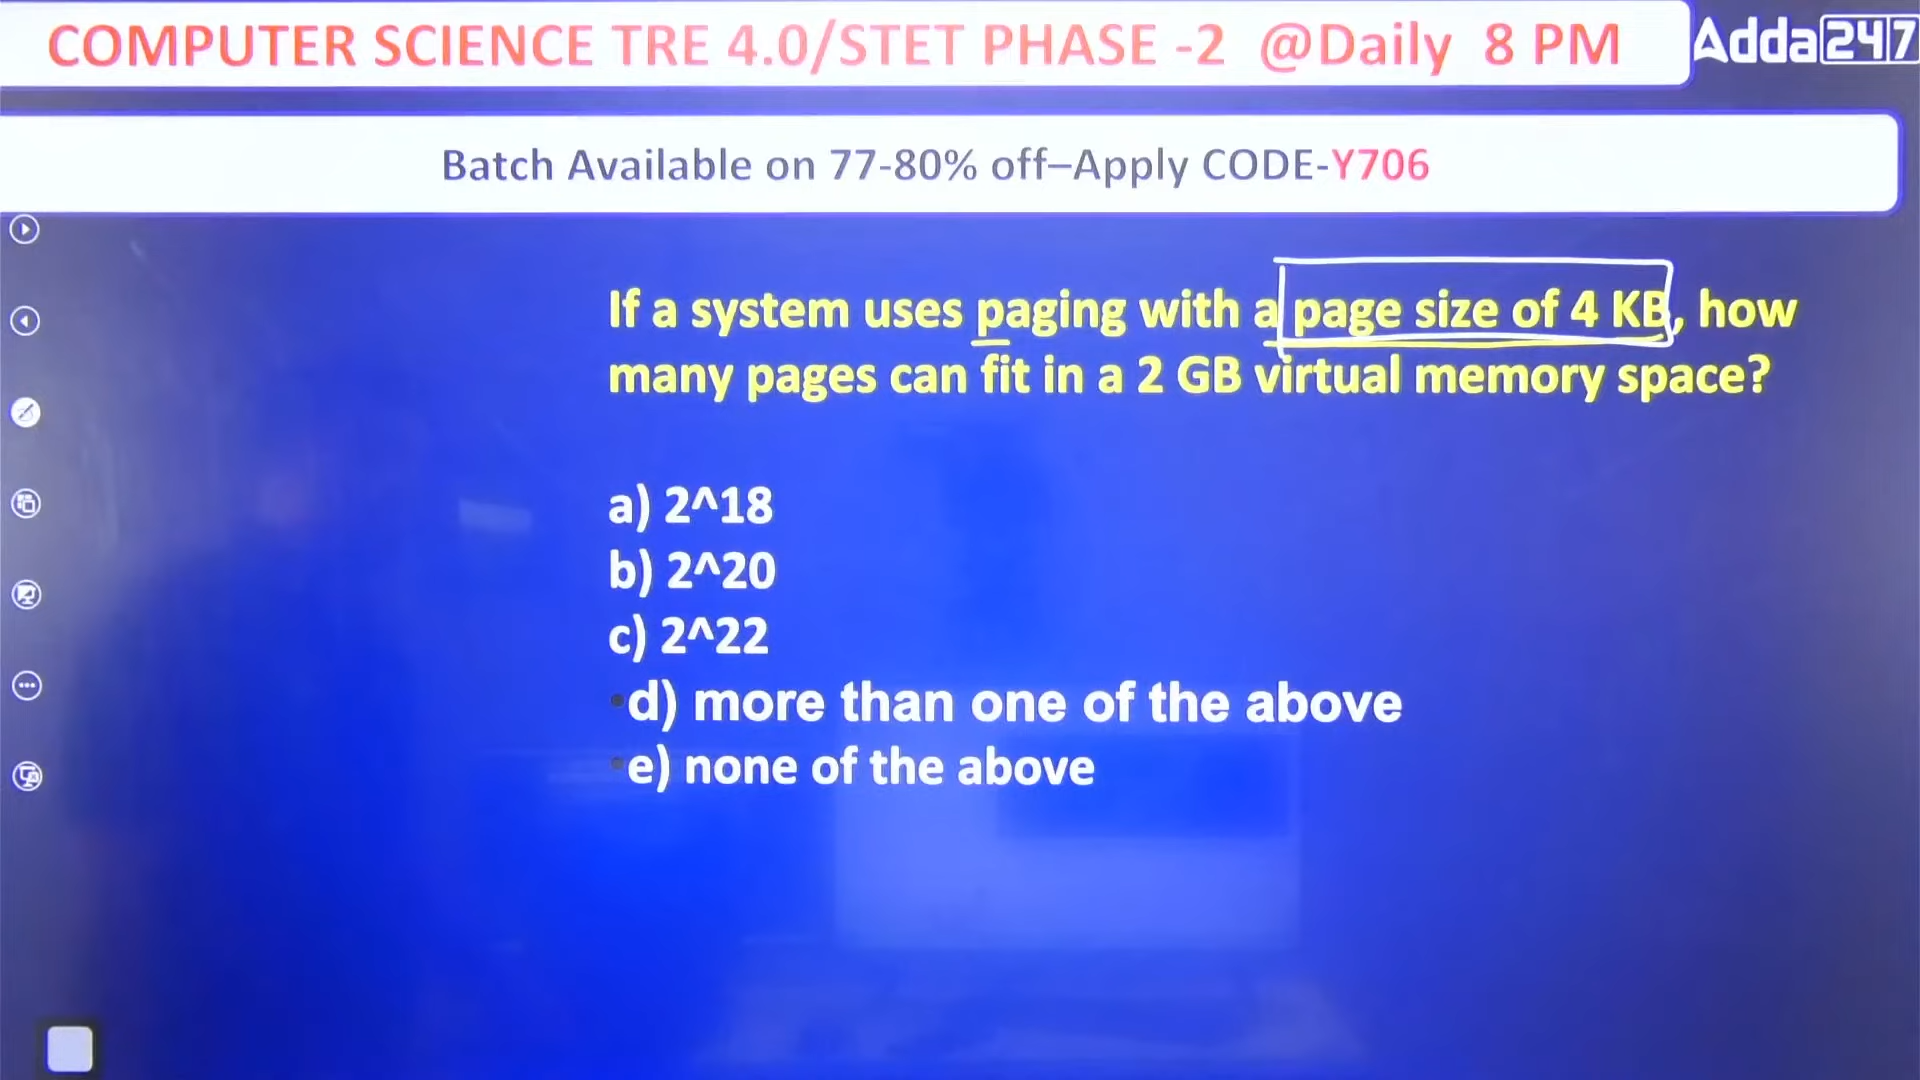 COMPUTER SCIENCE TRE 4.0/STET PHASE -2 @Daily 8 PM
Adda247
Batch Available on 77-80% off–Apply CODE-Y706
If a system uses paging with a page size of 4 KB, how
many pages can fit in a 2 GB virtual memory space?
a) 2^18
b) 2^20
c) 2^22
d) more than one of the above
e) none of the above